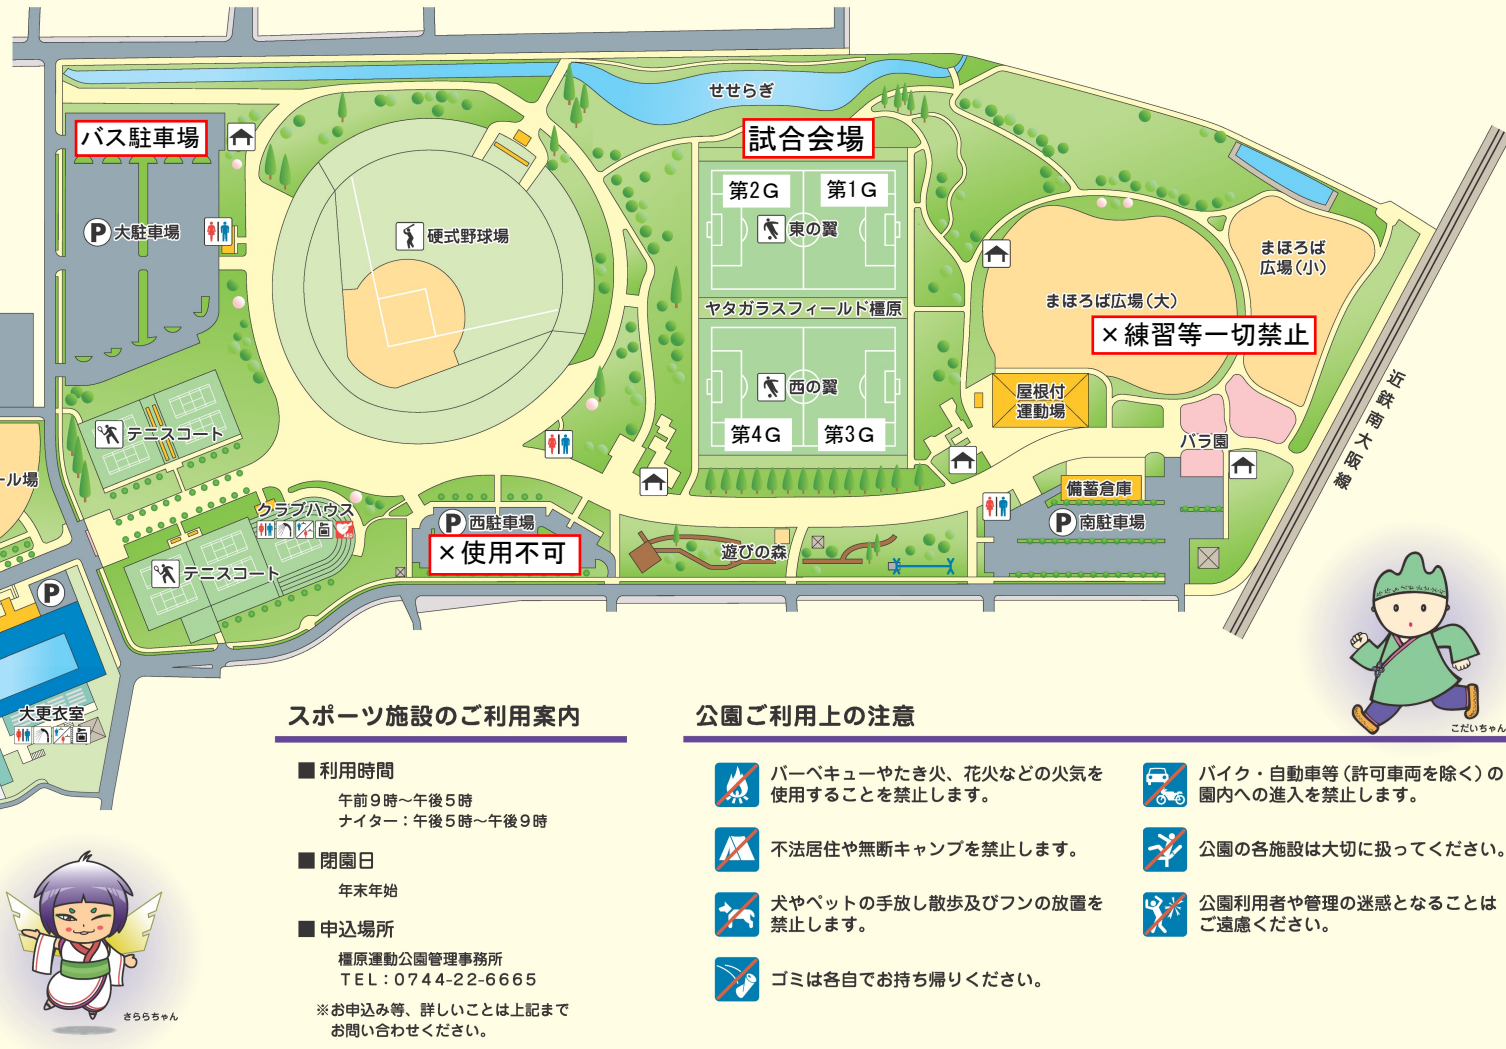 せせらぎ
バス駐車場
試合会場
第2G
第1G
P 大駐車場
硬式野球場
東の翼
まほろば
広場(小)
まほろば広場(大)
ヤタガラスフィールド橿原
×練習等一切禁止
西の翼
屋根付
運動場
近鉄南大阪線
テニスコート
第4G
第3G
バラ園
ール場
備蓄倉庫
クラブハウス
P 西駐車場
P 南駐車場
×使用不可
遊びの森
テニスコート
P
大更衣室
こだいちゃん
スポーツ施設のご利用案内
■利用時間
午前9時~午後5時
ナイター:午後5時~午後9時
■閉園日
年末年始
■申込場所
橿原運動公園管理事務所
TEL:0744-22-6665
※お申込み等、詳しいことは上記まで
お問い合わせください。
さららちゃん
公園ご利用上の注意
バーベキューやたき火、花火などの火気を
使用することを禁止します。
不法居住や無断キャンプを禁止します。
犬やペットの手放し散歩及びフンの放置を
禁止します。
ゴミは各自でお持ち帰りください。
バイク・自動車等(許可車両を除く)の
園内への進入を禁止します。
公園の各施設は大切に扱ってください。
公園利用者や管理の迷惑となることは
ご遠慮ください。